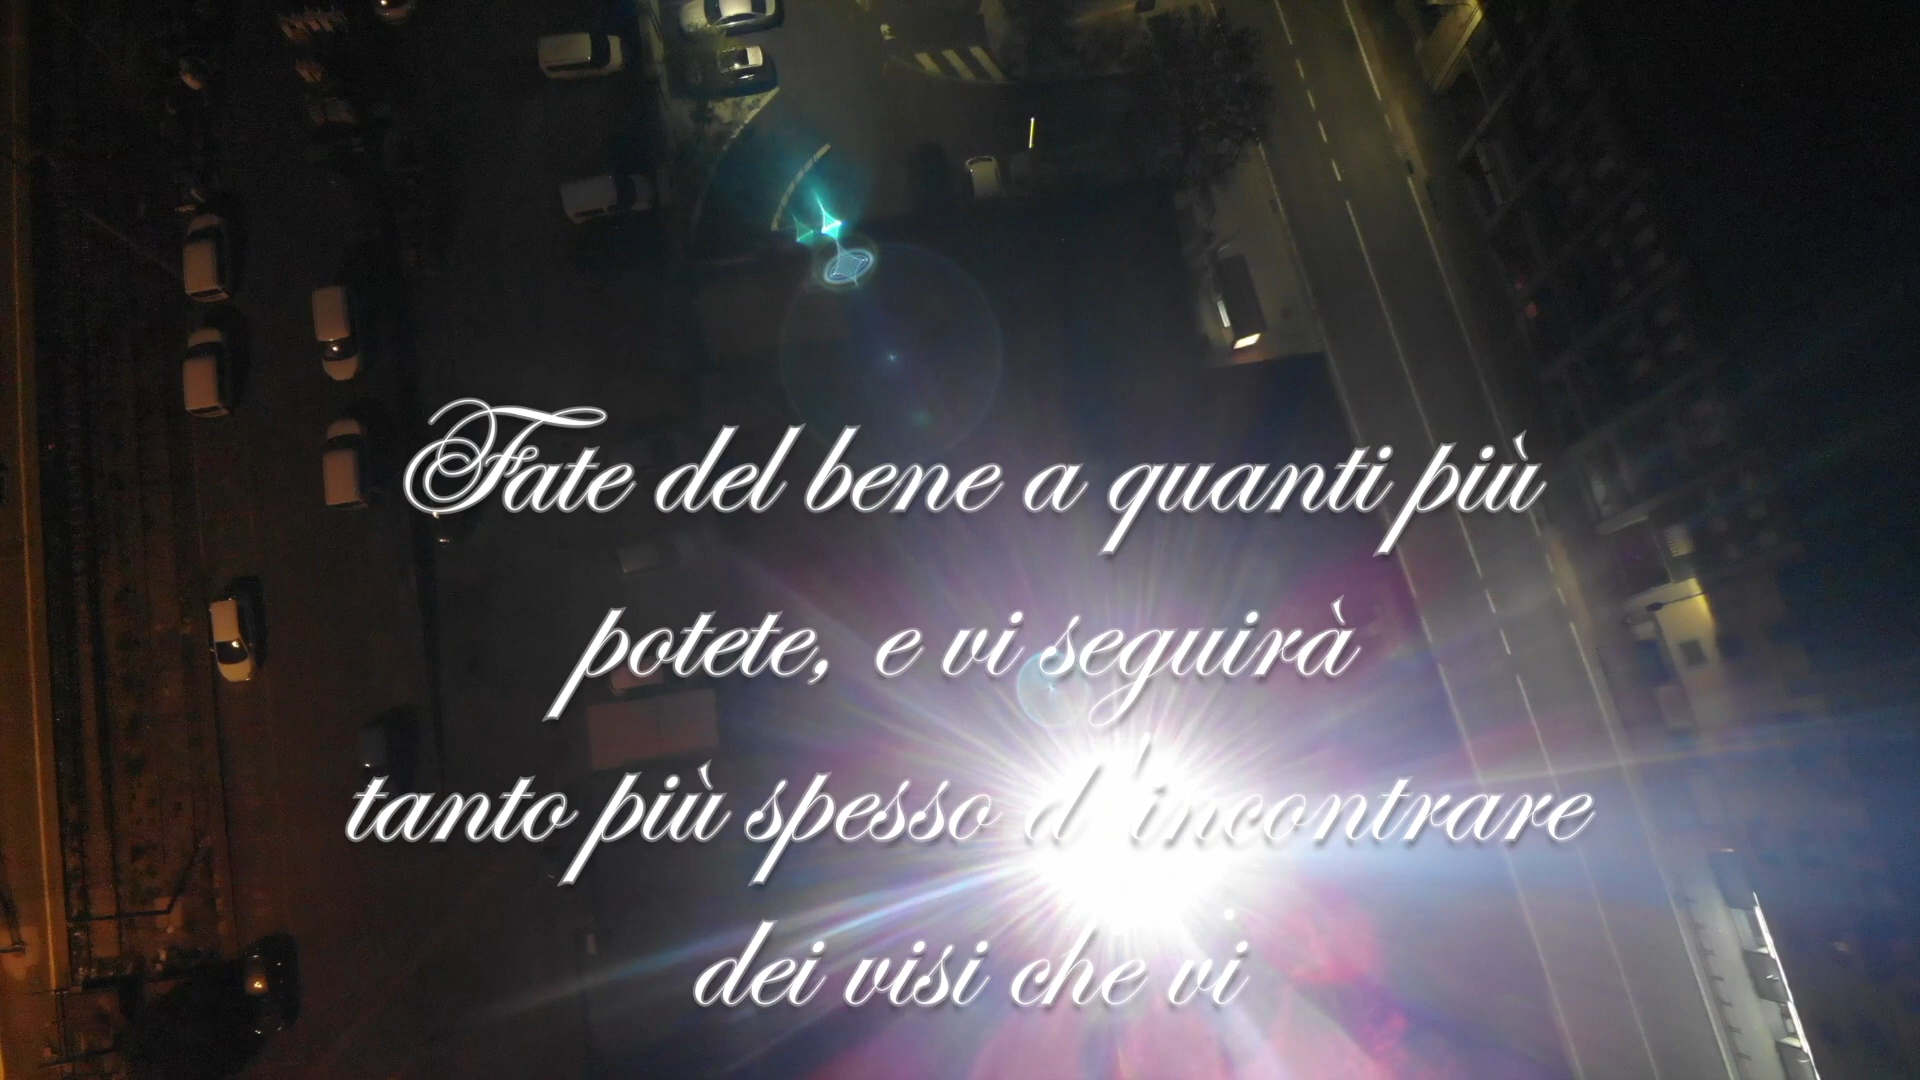 Fate del bene a quanti più
potete, e vi seguirà
tanto più spesso d'incontrare
dei visi che vi